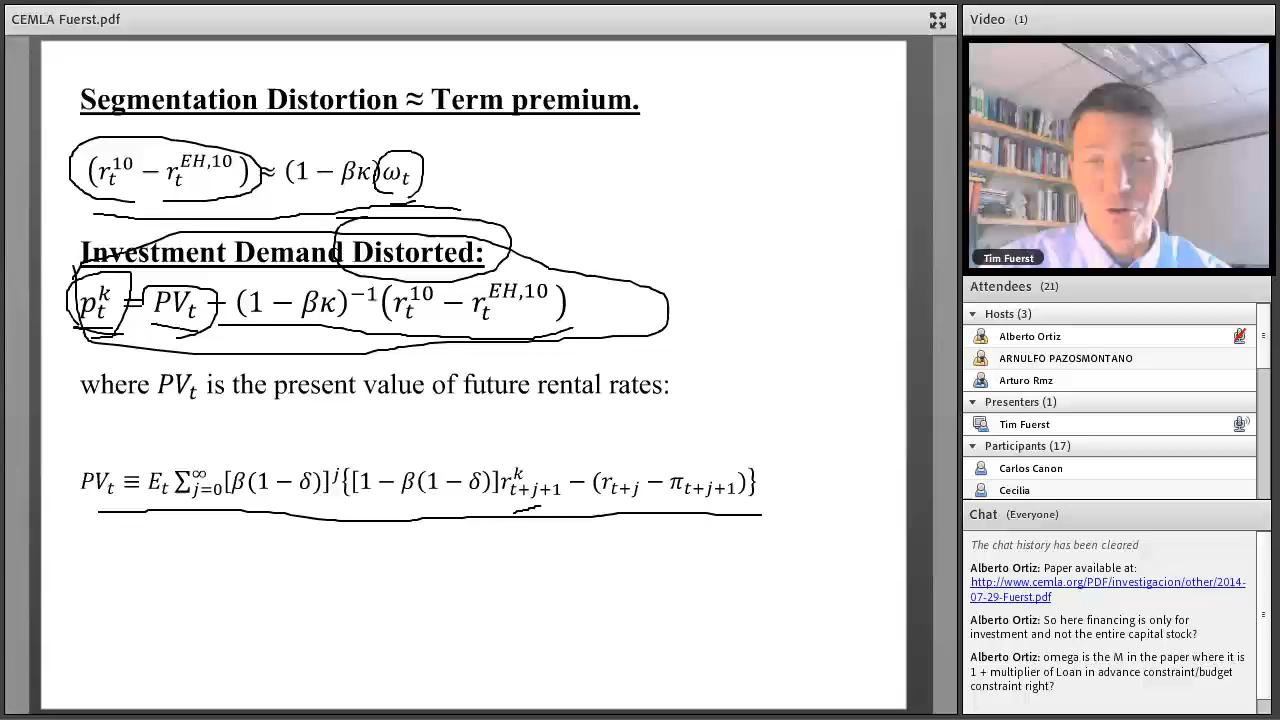 CEMLA Fuerst.pdf
Segmentation Distortion ≈ Term premium.
(r_t^{10} − r_t^{EH,10}) ≈ (1 − βκ)ω_t
Investment Demand Distorted:
p_t^k = PV_t − (1 − βκ)^{−1}(r_t^{10} − r_t^{EH,10})
where PV_t is the present value of future rental rates:
PV_t ≡ E_t ∑_{j=0}^{∞}[β(1 − δ)]^j{[1 − β(1 − δ)]r_{t+j+1}^k − (r_{t+j} − π_{t+j+1})}
Video (1)
Tim Fuerst
Attendees (21)
Hosts (3)
Alberto Ortiz
ARNULFO PAZOSMONTANO
Arturo Rmz
Presenters (1)
Tim Fuerst
Participants (17)
Carlos Canon
Cecilia
Chat (Everyone)
The chat history has been cleared
Alberto Ortiz: Paper available at:
http://www.cemla.org/PDF/investigacion/other/2014-
07-29-Fuerst.pdf
Alberto Ortiz: So here financing is only for
investment and not the entire capital stock?
Alberto Ortiz: omega is the M in the paper where it is
1 + multiplier of Loan in advance constraint/budget
constraint right?